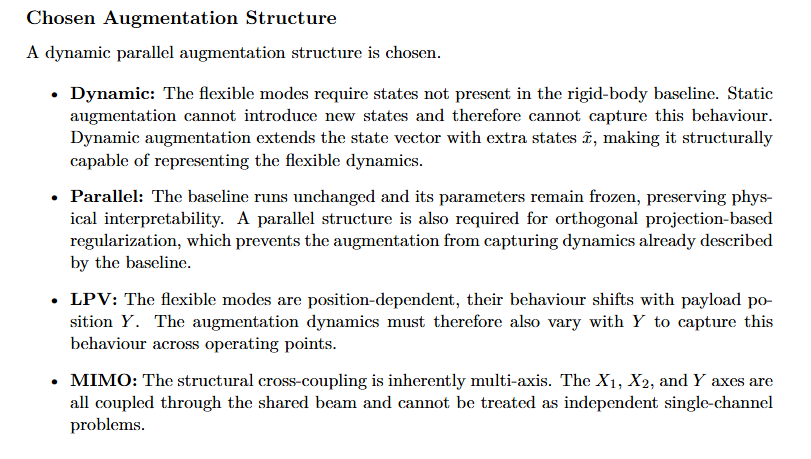 Chosen Augmentation Structure
A dynamic parallel augmentation structure is chosen.
• Dynamic: The flexible modes require states not present in the rigid-body baseline. Static
augmentation cannot introduce new states and therefore cannot capture this behaviour.
Dynamic augmentation extends the state vector with extra states x̃, making it structurally
capable of representing the flexible dynamics.
• Parallel: The baseline runs unchanged and its parameters remain frozen, preserving phys-
ical interpretability. A parallel structure is also required for orthogonal projection-based
regularization, which prevents the augmentation from capturing dynamics already described
by the baseline.
• LPV: The flexible modes are position-dependent, their behaviour shifts with payload po-
sition Y. The augmentation dynamics must therefore also vary with Y to capture this
behaviour across operating points.
• MIMO: The structural cross-coupling is inherently multi-axis. The X₁, X₂, and Y axes are
all coupled through the shared beam and cannot be treated as independent single-channel
problems.